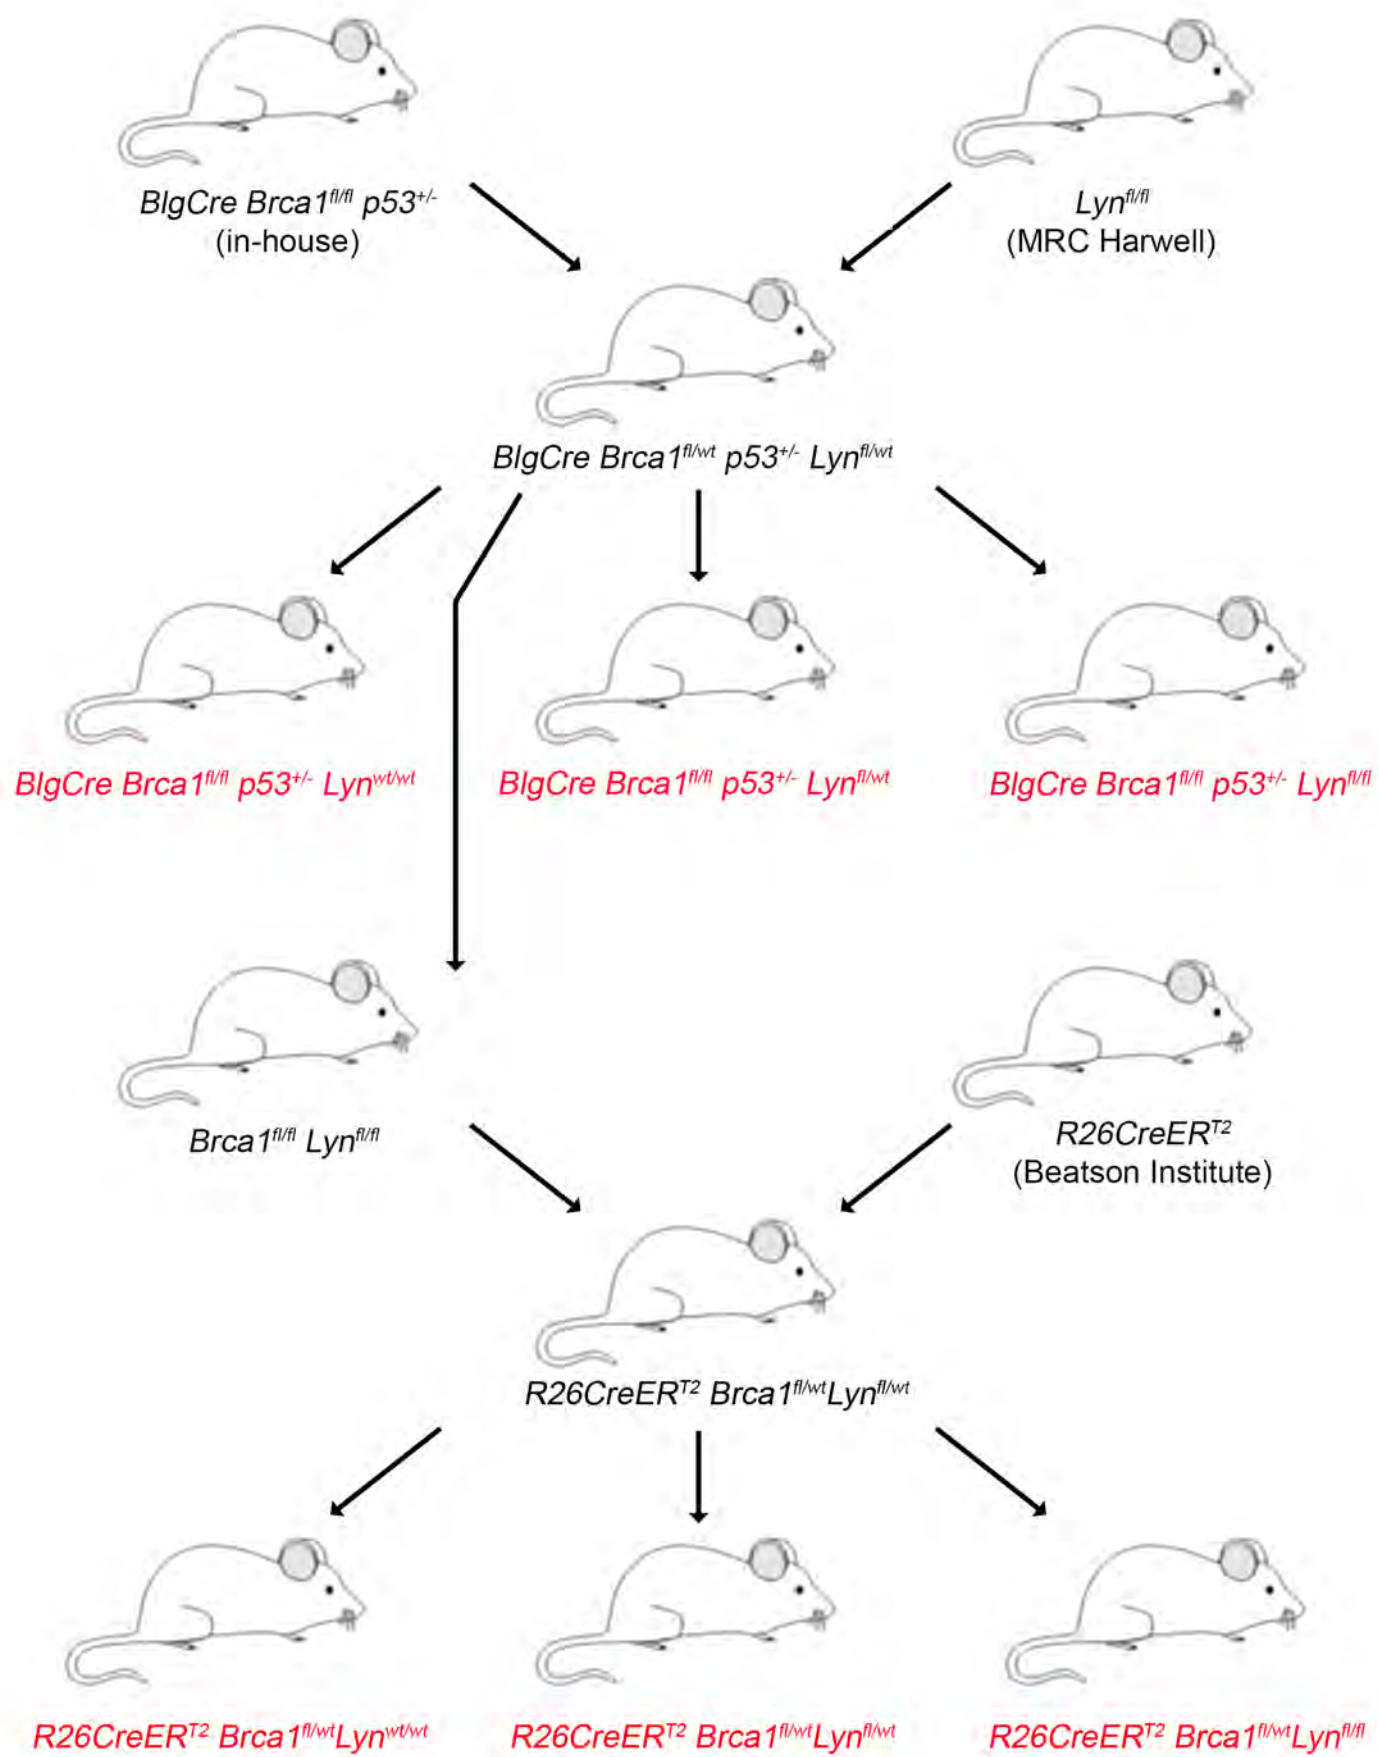 BlgCre Brca1fl/fl p53+/-
(in-house)
Lynfl/fl
(MRC Harwell)
BlgCre Brca1fl/wt p53+/- Lynfl/wt
BlgCre Brca1fl/fl p53+/- Lynwt/wt
BlgCre Brca1fl/fl p53+/- Lynfl/wt
BlgCre Brca1fl/fl p53+/- Lynfl/fl
Brca1fl/fl Lynfl/fl
R26CreERT2
(Beatson Institute)
R26CreERT2 Brca1fl/wtLynfl/wt
R26CreERT2 Brca1fl/wtLynwt/wt
R26CreERT2 Brca1fl/wtLynfl/wt
R26CreERT2 Brca1fl/wtLynfl/fl